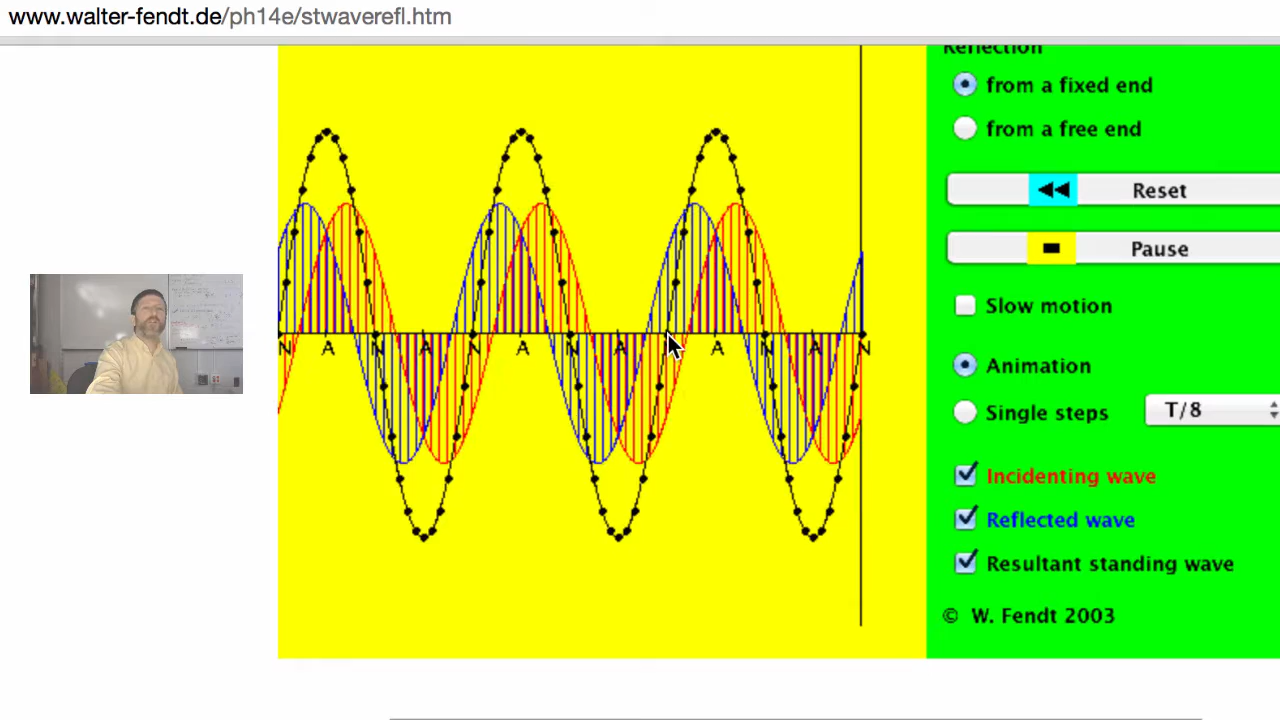 www.walter-fendt.de/ph14e/stwaverefl.htm
Reflection
from a fixed end
from a free end
Reset
Pause
Slow motion
Animation
Single steps T/8
Incidenting wave
Reflected wave
Resultant standing wave
© W. Fendt 2003
N A N A N A N A N A N A N